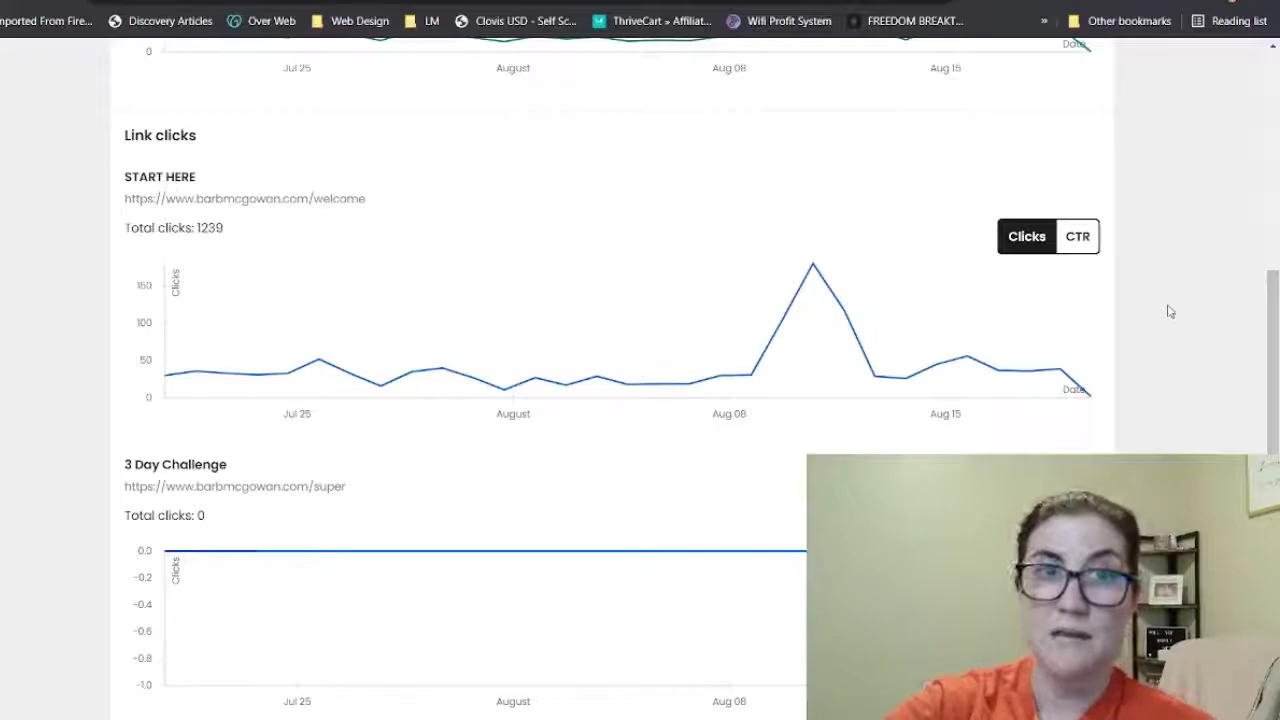 mported From Fire... Discovery Articles Over Web Web Design LM Clovis USD - Self Sc... ThriveCart » Affiliat... Wifi Profit System FREEDOM BREAKT... » Other bookmarks Reading list
0
Date
Jul 25 August Aug 08 Aug 15
Link clicks
START HERE
https://www.barbmcgowan.com/welcome
Total clicks: 1239
Clicks CTR
Clicks
150
100
50
0
Date
Jul 25 August Aug 08 Aug 15
3 Day Challenge
https://www.barbmcgowan.com/super
Total clicks: 0
Clicks
0.0
-0.2
-0.4
-0.6
-0.8
-1.0
Jul 25 August Aug 08